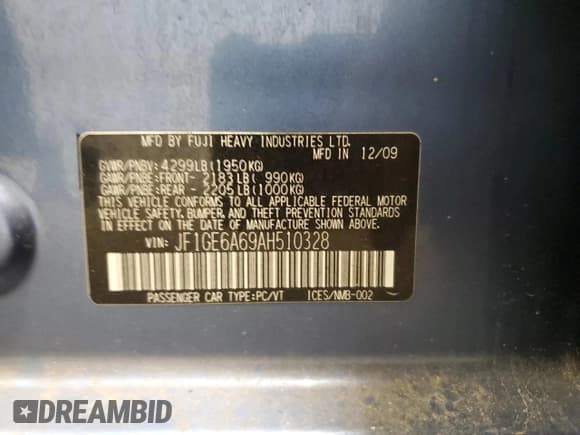 MFD BY FUJI HEAVY INDUSTRIES LTD.
MFD IN 12/09
GVWR/PNBV: 4299LB(1950KG)
GAWR/PNBE:FRONT- 2183LB( 990KG)
GAWR/PNBE:REAR - 2205LB(1000KG)
THIS VEHICLE CONFORMS TO ALL APPLICABLE FEDERAL MOTOR
VEHICLE SAFETY, BUMPER, AND THEFT PREVENTION STANDARDS
IN EFFECT ON THE DATE OF MANUFACTURE SHOWN ABOVE.
VIN: JF1GE6A69AH510328
PASSENGER CAR TYPE:PC/VT ICES/NMB-002
DREAMBID